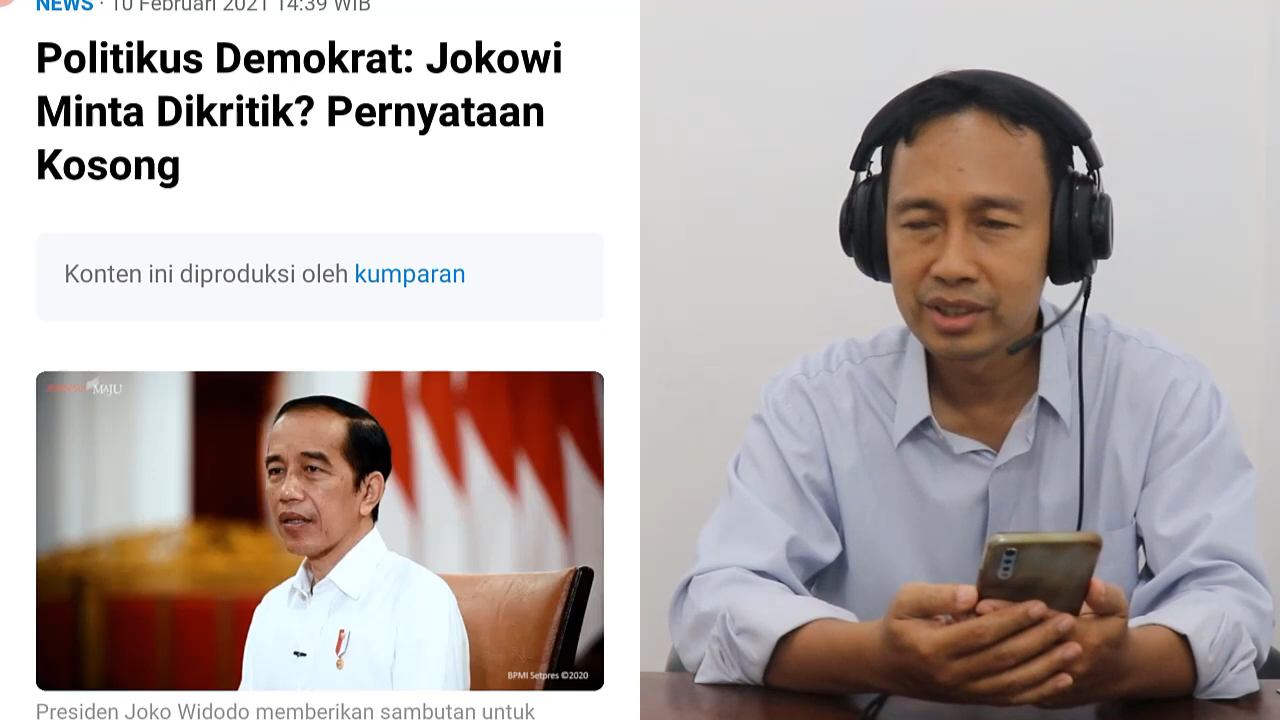 NEWS · 10 Februari 2021 14:39 WIB
Politikus Demokrat: Jokowi
Minta Dikritik? Pernyataan
Kosong
Konten ini diproduksi oleh kumparan
MAJU
BPMI Setpres ©2020
Presiden Joko Widodo memberikan sambutan untuk